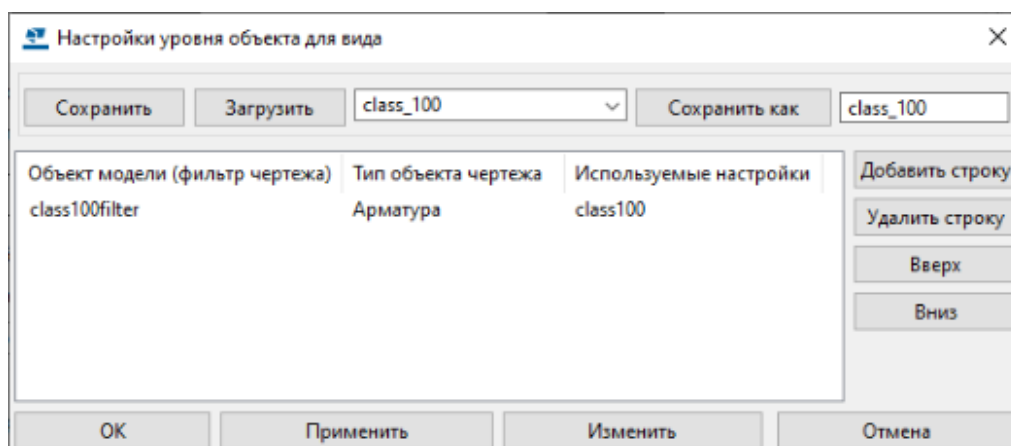 Настройки уровня объекта для вида
Сохранить Загрузить class_100 Сохранить как class_100
Объект модели (фильтр чертежа) Тип объекта чертежа Используемые настройки Добавить строку
class100filter Арматура class100 Удалить строку
Вверх
Вниз
ОК Применить Изменить Отмена